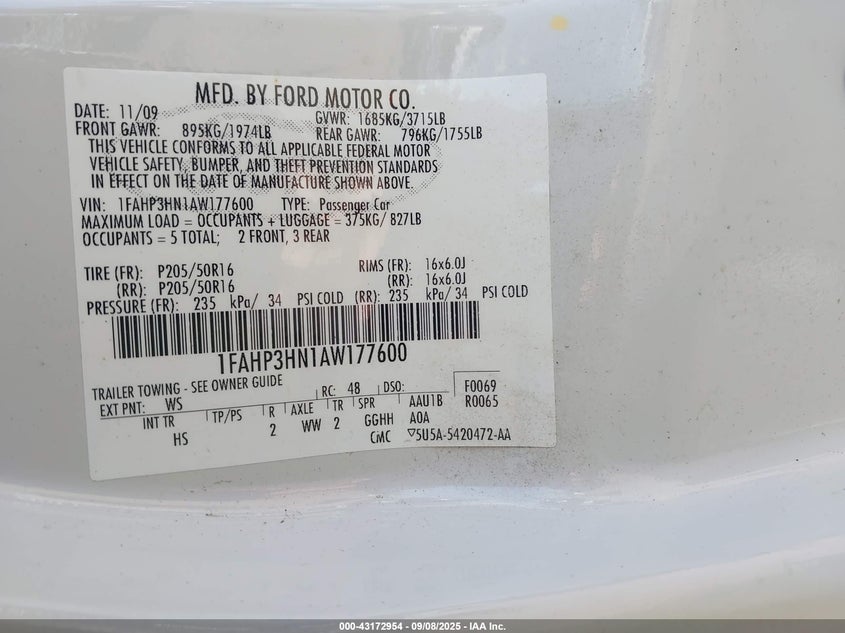 MFD. BY FORD MOTOR CO.
DATE: 11/09 GVWR: 1685KG/3715LB
FRONT GAWR: 895KG/1974LB REAR GAWR: 796KG/1755LB
THIS VEHICLE CONFORMS TO ALL APPLICABLE FEDERAL MOTOR
VEHICLE SAFETY, BUMPER, AND THEFT PREVENTION STANDARDS
IN EFFECT ON THE DATE OF MANUFACTURE SHOWN ABOVE.
VIN: 1FAHP3HN1AW177600 TYPE: Passenger Car
MAXIMUM LOAD = OCCUPANTS + LUGGAGE = 375KG/ 827LB
OCCUPANTS = 5 TOTAL; 2 FRONT, 3 REAR
TIRE (FR): P205/50R16 RIMS (FR): 16x6.0J
(RR): P205/50R16 (RR): 16x6.0J
PRESSURE (FR): 235 kPa/ 34 PSI COLD (RR): 235 kPa/ 34 PSI COLD
1FAHP3HN1AW177600
TRAILER TOWING - SEE OWNER GUIDE
EXT PNT: WS RC: 48 DSO: F0069
INT TR TP/PS R AXLE TR SPR AAU1B R0065
HS 2 WW 2 GGHH A0A
CMC ▽5U5A-5420472-AA
000-43172954 09/08/2025 IAA Inc.